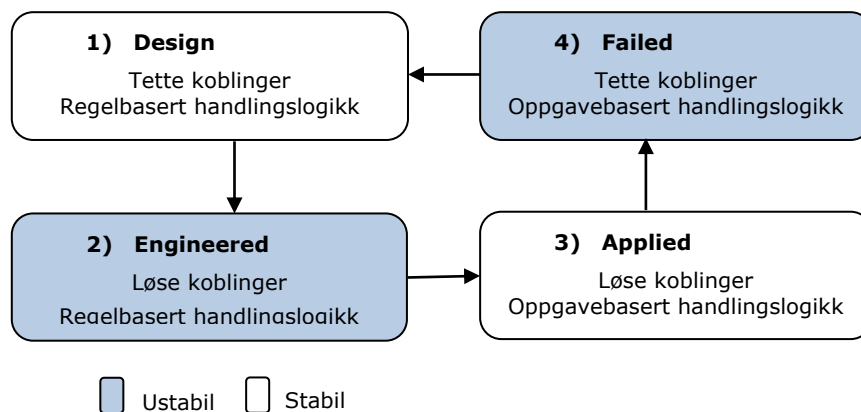 1) Design
Tette koblinger
Regelbasert handlingslogikk
4) Failed
Tette koblinger
Oppgavebasert handlingslogikk
2) Engineered
Løse koblinger
Regelbasert handlingslogikk
3) Applied
Løse koblinger
Oppgavebasert handlingslogikk
Ustabil
Stabil